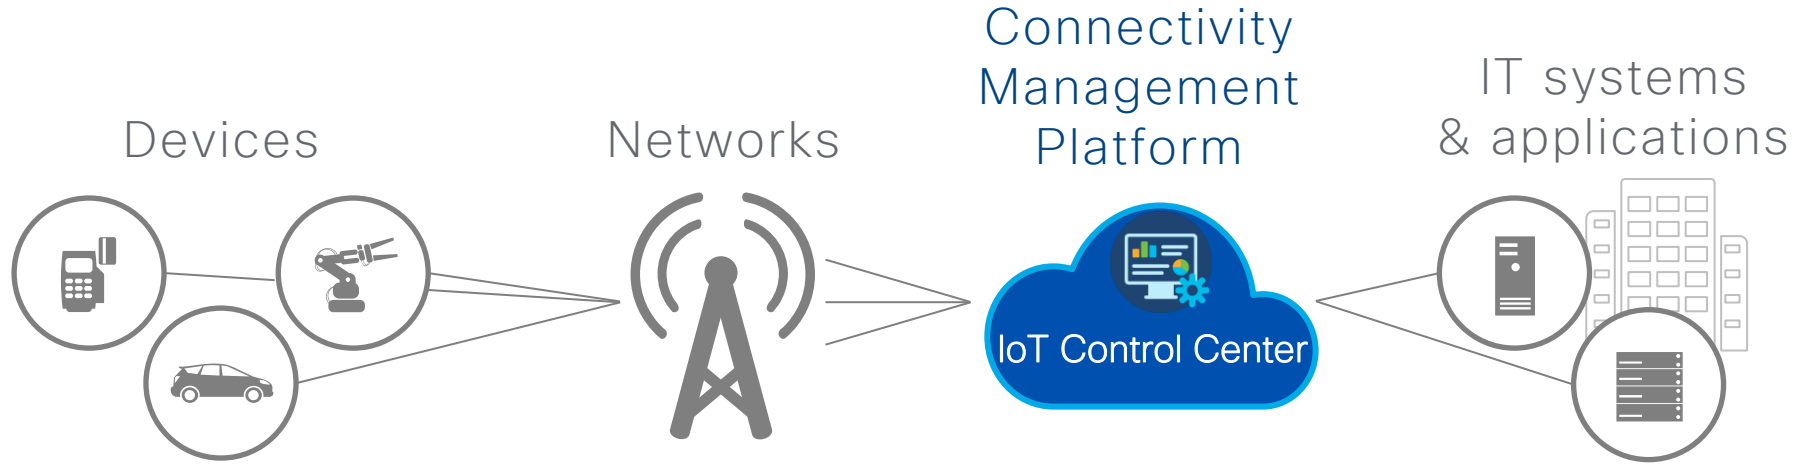 Devices
Networks
Connectivity
Management
Platform
IoT Control Center
IT systems
& applications